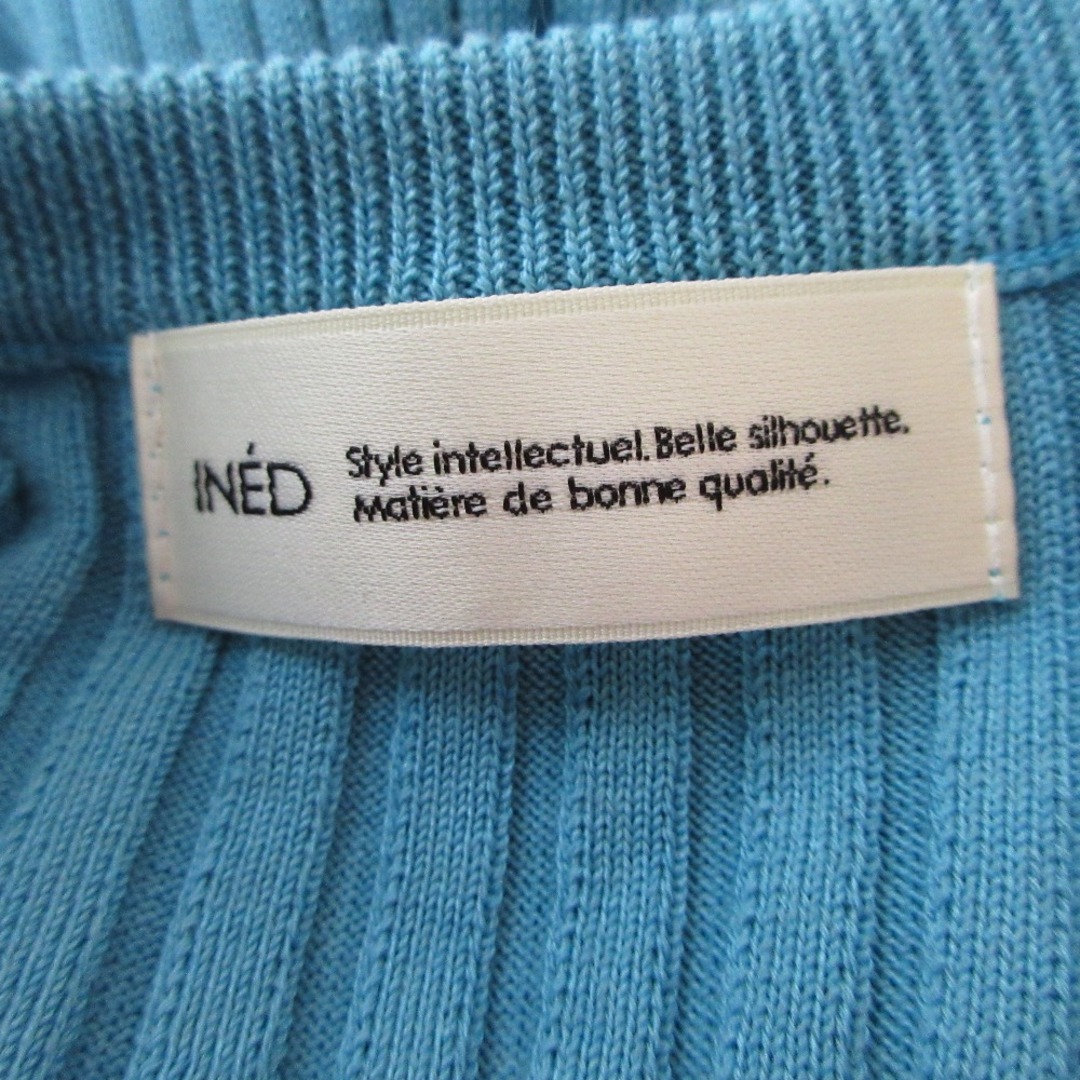 INÉD
Style intellectuel. Belle silhouette.
Matière de bonne qualité.